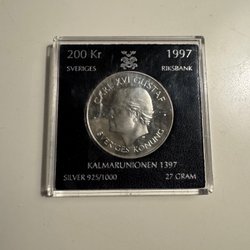 200 Kr 1997
SVERIGES RIKSBANK
CARL XVI GUSTAF
SVERIGES KONUNG
KALMARUNIONEN 1397
SILVER 925/1000 27 GRAM